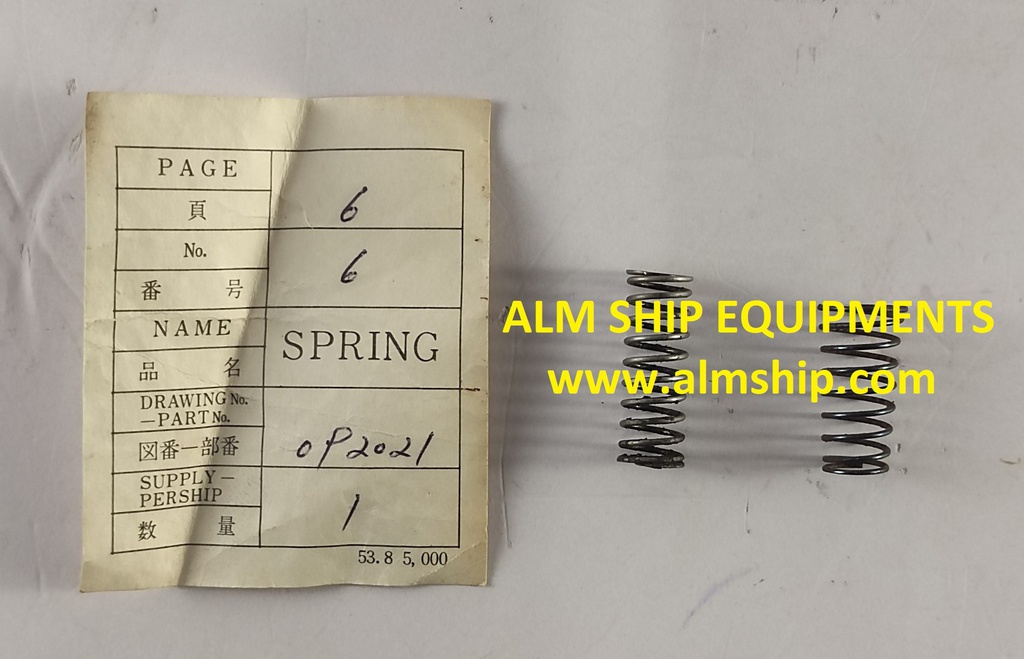 PAGE
頁
6
No.
番 号
6
NAME
品 名
SPRING
DRAWING No.
-PART No.
図番-部番
OP2021
SUPPLY-
PERSHIP
数 量
1
53.8 5,000
ALM SHIP EQUIPMENTS
www.almship.com